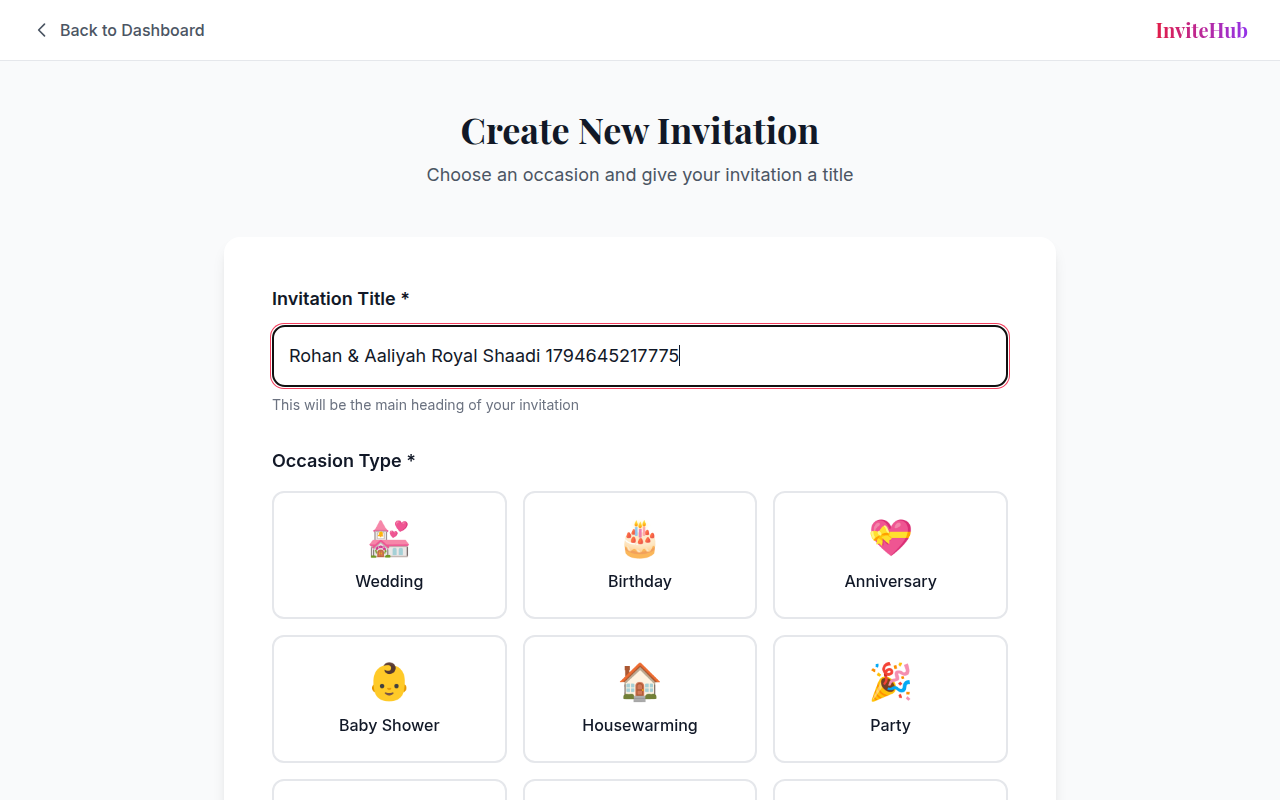 Back to Dashboard
InviteHub
Create New Invitation
Choose an occasion and give your invitation a title
Invitation Title *
Rohan & Aaliyah Royal Shaadi 1794645217775
This will be the main heading of your invitation
Occasion Type *
Wedding
Birthday
Anniversary
Baby Shower
Housewarming
Party